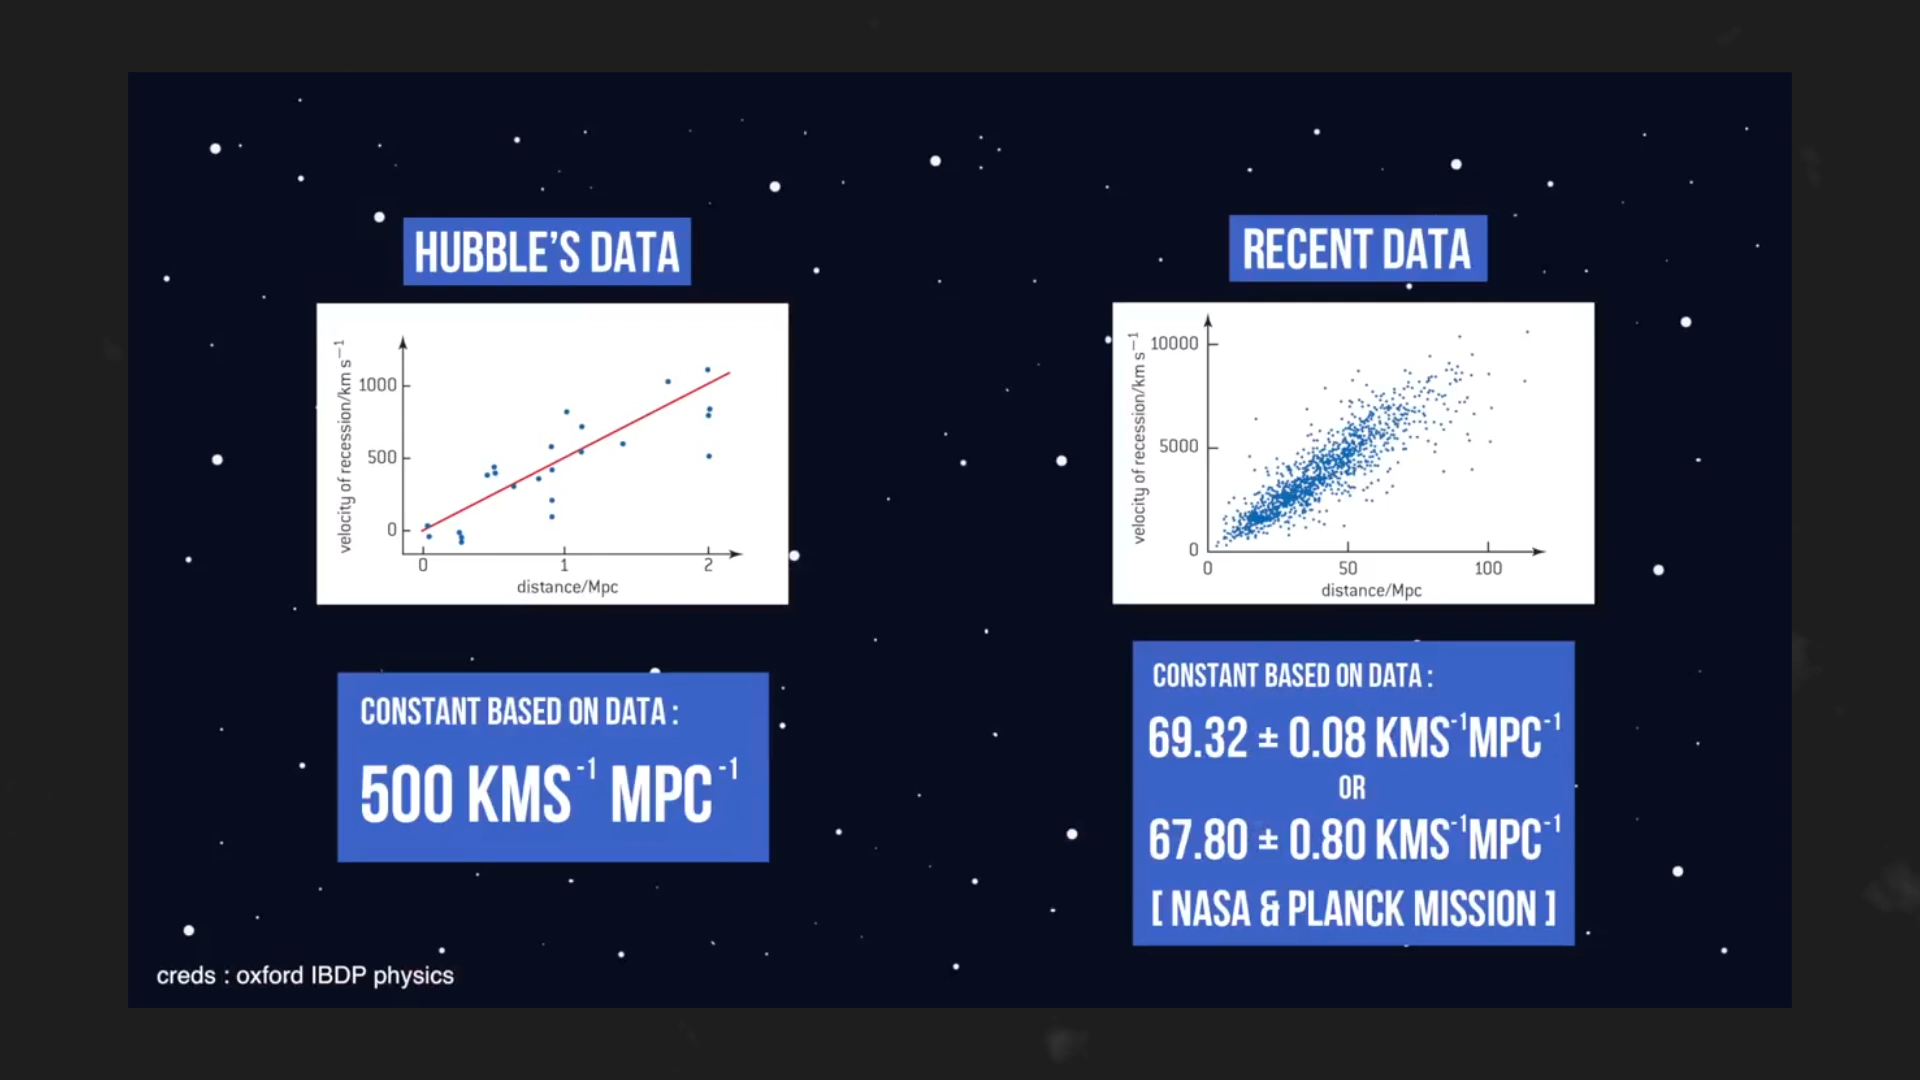 HUBBLE'S DATA
velocity of recession/km s⁻¹
1000
500
0
0 1 2
distance/Mpc
CONSTANT BASED ON DATA :
500 KMS⁻¹ MPC⁻¹
RECENT DATA
velocity of recession/km s⁻¹
10000
5000
0
0 50 100
distance/Mpc
CONSTANT BASED ON DATA :
69.32 ± 0.08 KMS⁻¹MPC⁻¹
OR
67.80 ± 0.80 KMS⁻¹MPC⁻¹
[ NASA & PLANCK MISSION ]
creds : oxford IBDP physics